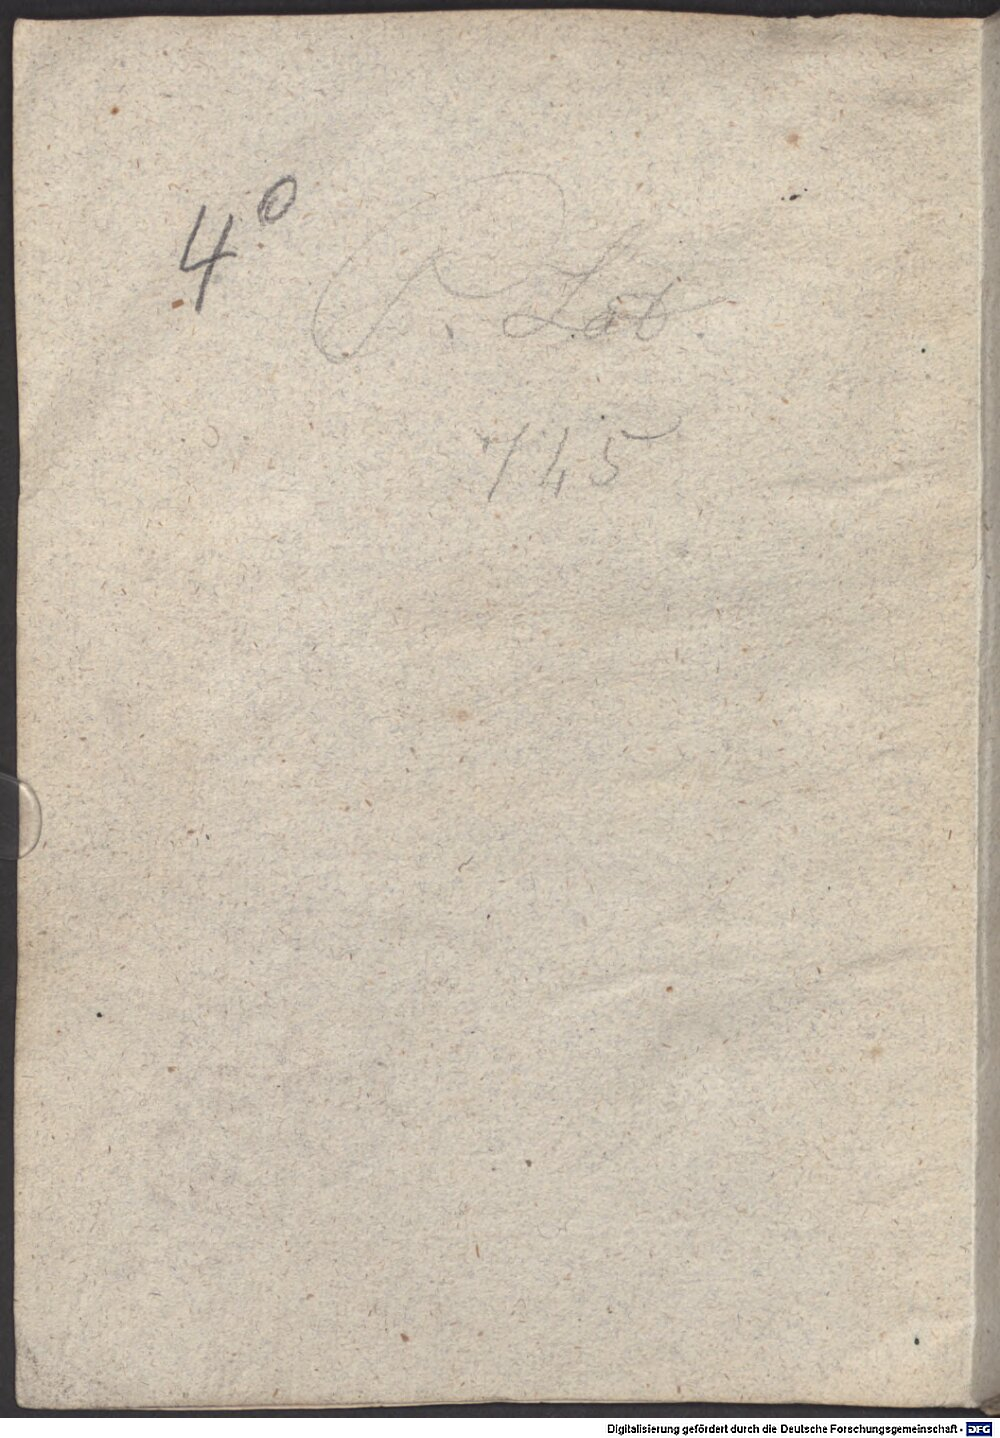 4° P. Lat.
745
Digitalisierung gefördert durch die Deutsche Forschungsgemeinschaft - DFG